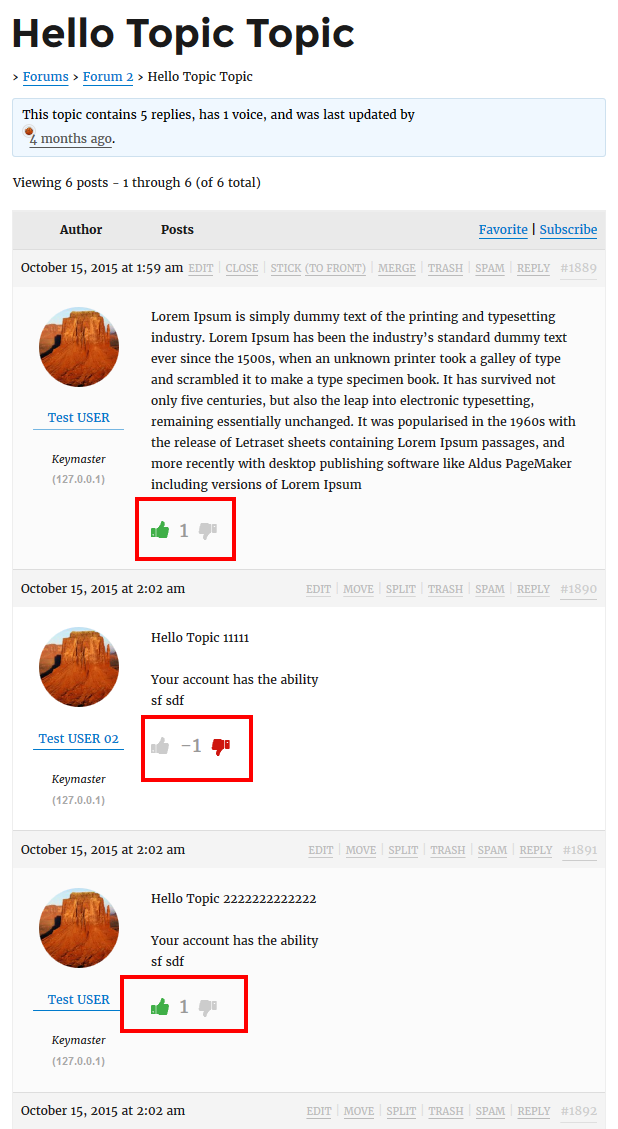 Hello Topic Topic
› Forums › Forum 2 › Hello Topic Topic
This topic contains 5 replies, has 1 voice, and was last updated by
4 months ago.
Viewing 6 posts - 1 through 6 (of 6 total)
Author Posts Favorite | Subscribe
October 15, 2015 at 1:59 am EDIT | CLOSE | STICK (TO FRONT) | MERGE | TRASH | SPAM | REPLY #1889
Lorem Ipsum is simply dummy text of the printing and typesetting
industry. Lorem Ipsum has been the industry's standard dummy text
ever since the 1500s, when an unknown printer took a galley of type
and scrambled it to make a type specimen book. It has survived not
only five centuries, but also the leap into electronic typesetting,
remaining essentially unchanged. It was popularised in the 1960s with
the release of Letraset sheets containing Lorem Ipsum passages, and
more recently with desktop publishing software like Aldus PageMaker
including versions of Lorem Ipsum
Test USER
Keymaster
(127.0.0.1)
1
October 15, 2015 at 2:02 am EDIT | MOVE | SPLIT | TRASH | SPAM | REPLY #1890
Hello Topic 11111
Your account has the ability
sf sdf
Test USER 02
Keymaster
(127.0.0.1)
−1
October 15, 2015 at 2:02 am EDIT | MOVE | SPLIT | TRASH | SPAM | REPLY #1891
Hello Topic 2222222222222
Your account has the ability
sf sdf
Test USER
Keymaster
(127.0.0.1)
1
October 15, 2015 at 2:02 am EDIT | MOVE | SPLIT | TRASH | SPAM | REPLY #1892